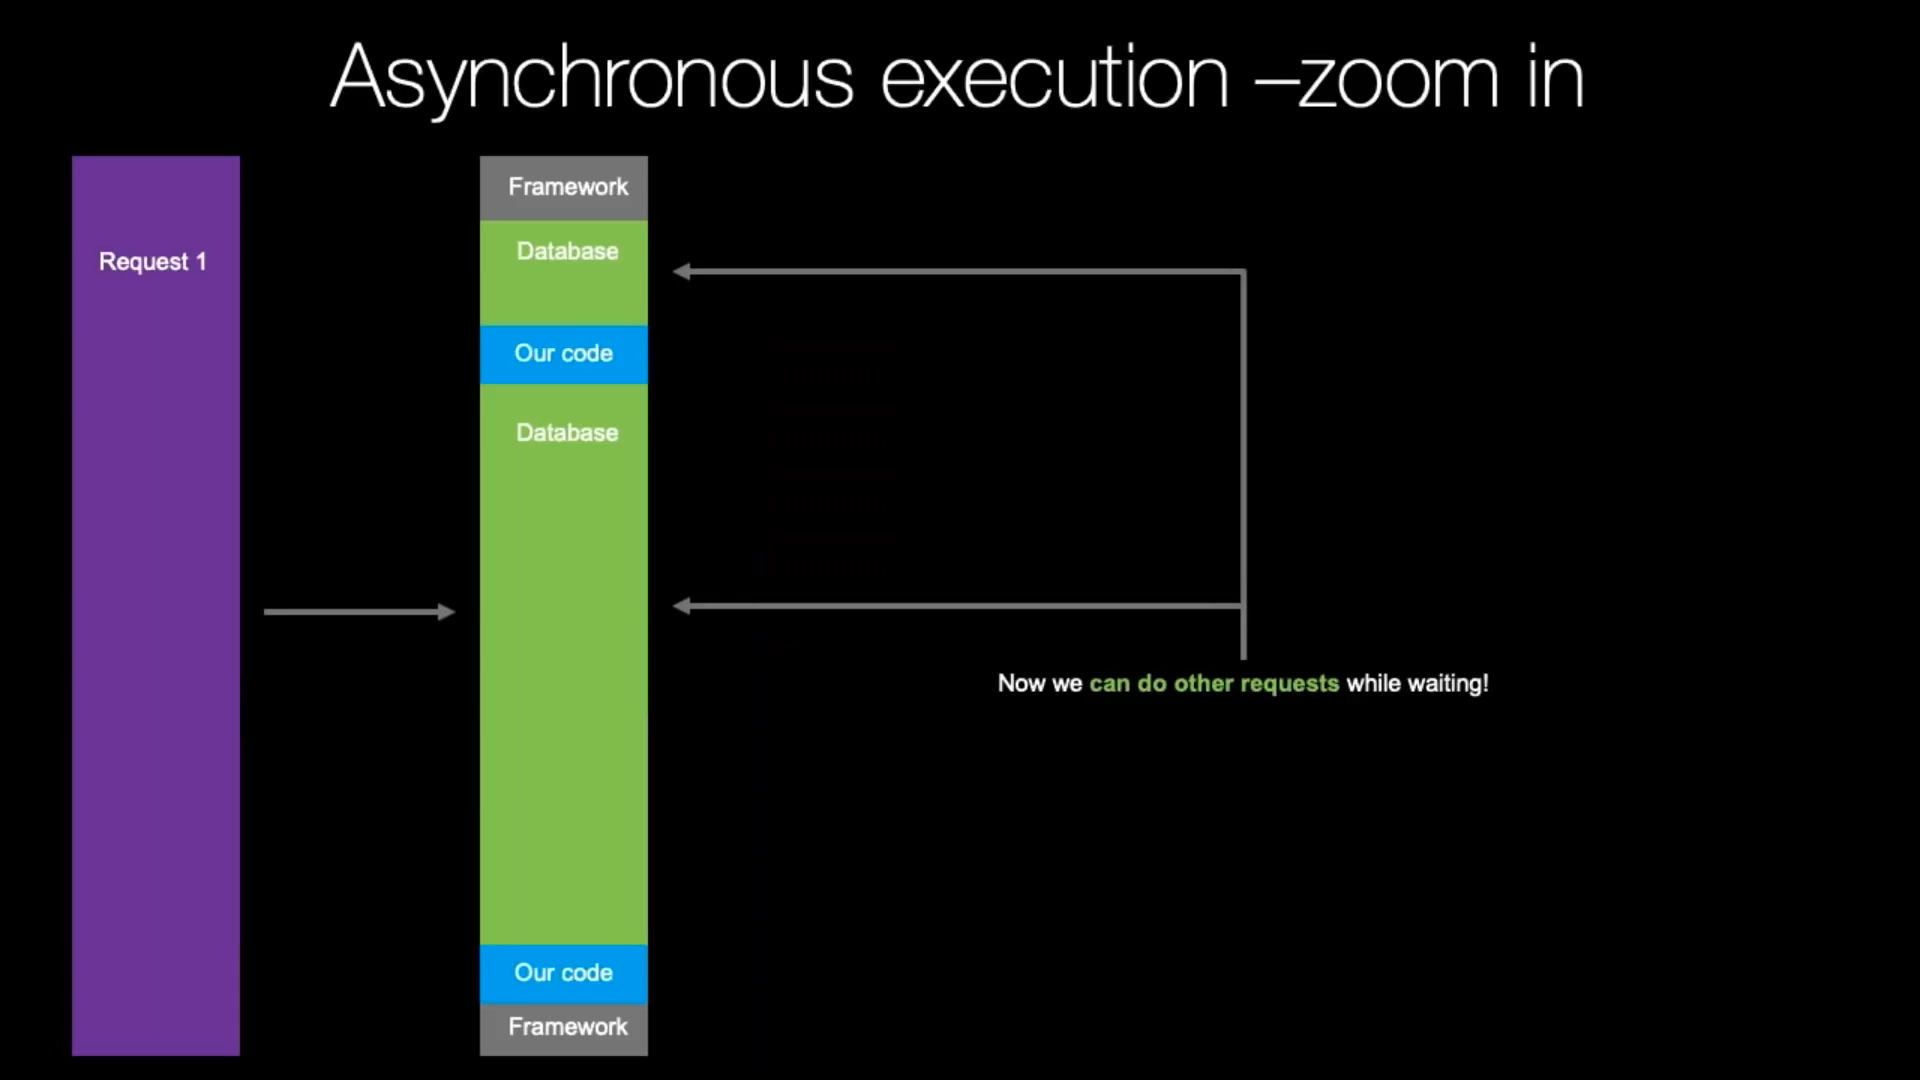 Asynchronous execution –zoom in
Request 1
Framework
Database
Our code
Database
Our code
Framework
Now we can do other requests while waiting!